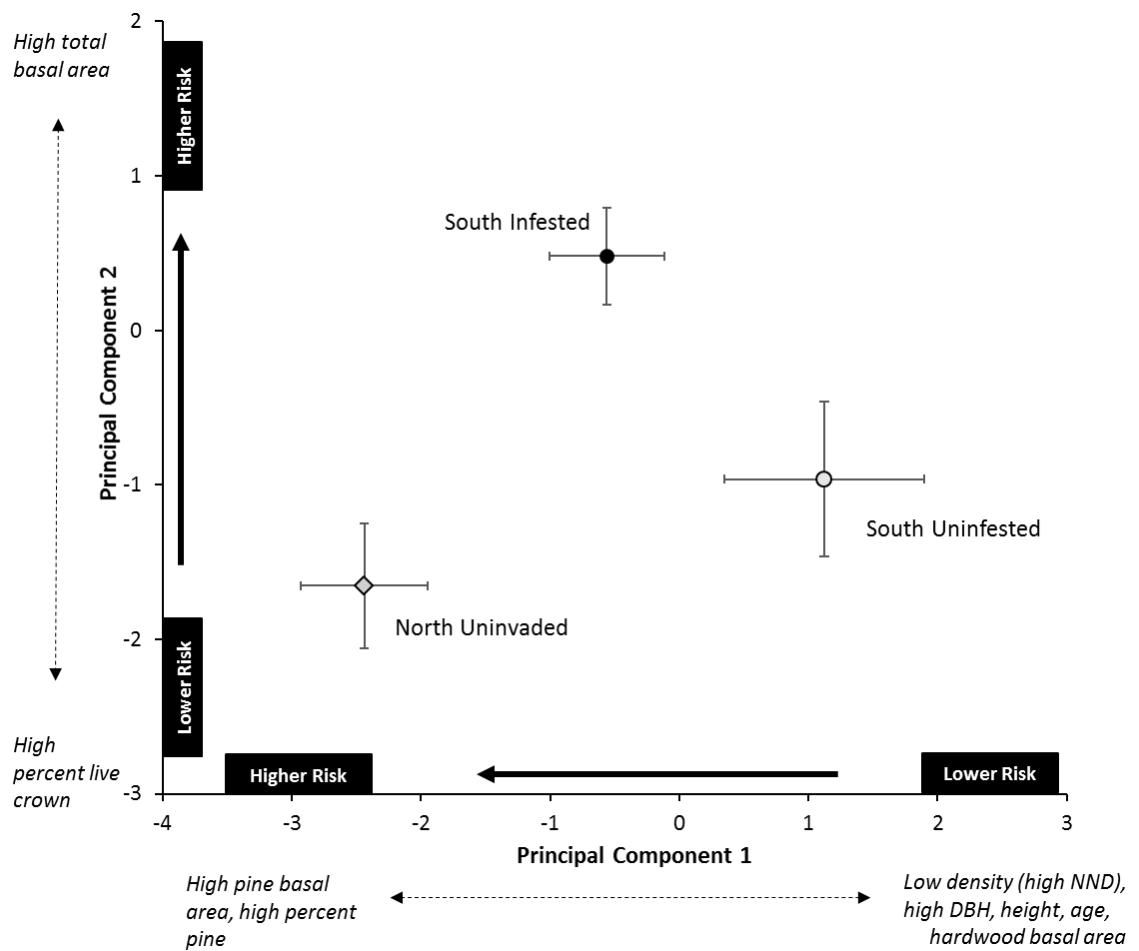 High total
basal area
High
percent live
crown
Principal Component 2
Higher Risk
Lower Risk
2
1
0
-1
-2
-3
South Infested
South Uninfested
North Uninvaded
Higher Risk
Lower Risk
-4 -3 -2 -1 0 1 2 3
Principal Component 1
High pine basal
area, high percent
pine
Low density (high NND),
high DBH, height, age,
hardwood basal area